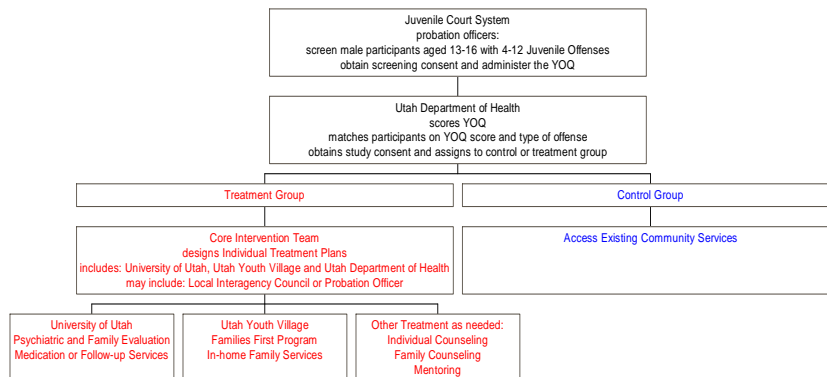 Juvenile Court System
probation officers:
screen male participants aged 13-16 with 4-12 Juvenile Offenses
obtain screening consent and administer the YOQ
Utah Department of Health
scores YOQ
matches participants on YOQ score and type of offense
obtains study consent and assigns to control or treatment group
Treatment Group
Control Group
Core Intervention Team
designs Individual Treatment Plans
includes: University of Utah, Utah Youth Village and Utah Department of Health
may include: Local Interagency Council or Probation Officer
Access Existing Community Services
University of Utah
Psychiatric and Family Evaluation
Medication or Follow-up Services
Utah Youth Village
Families First Program
In-home Family Services
Other Treatment as needed:
Individual Counseling
Family Counseling
Mentoring